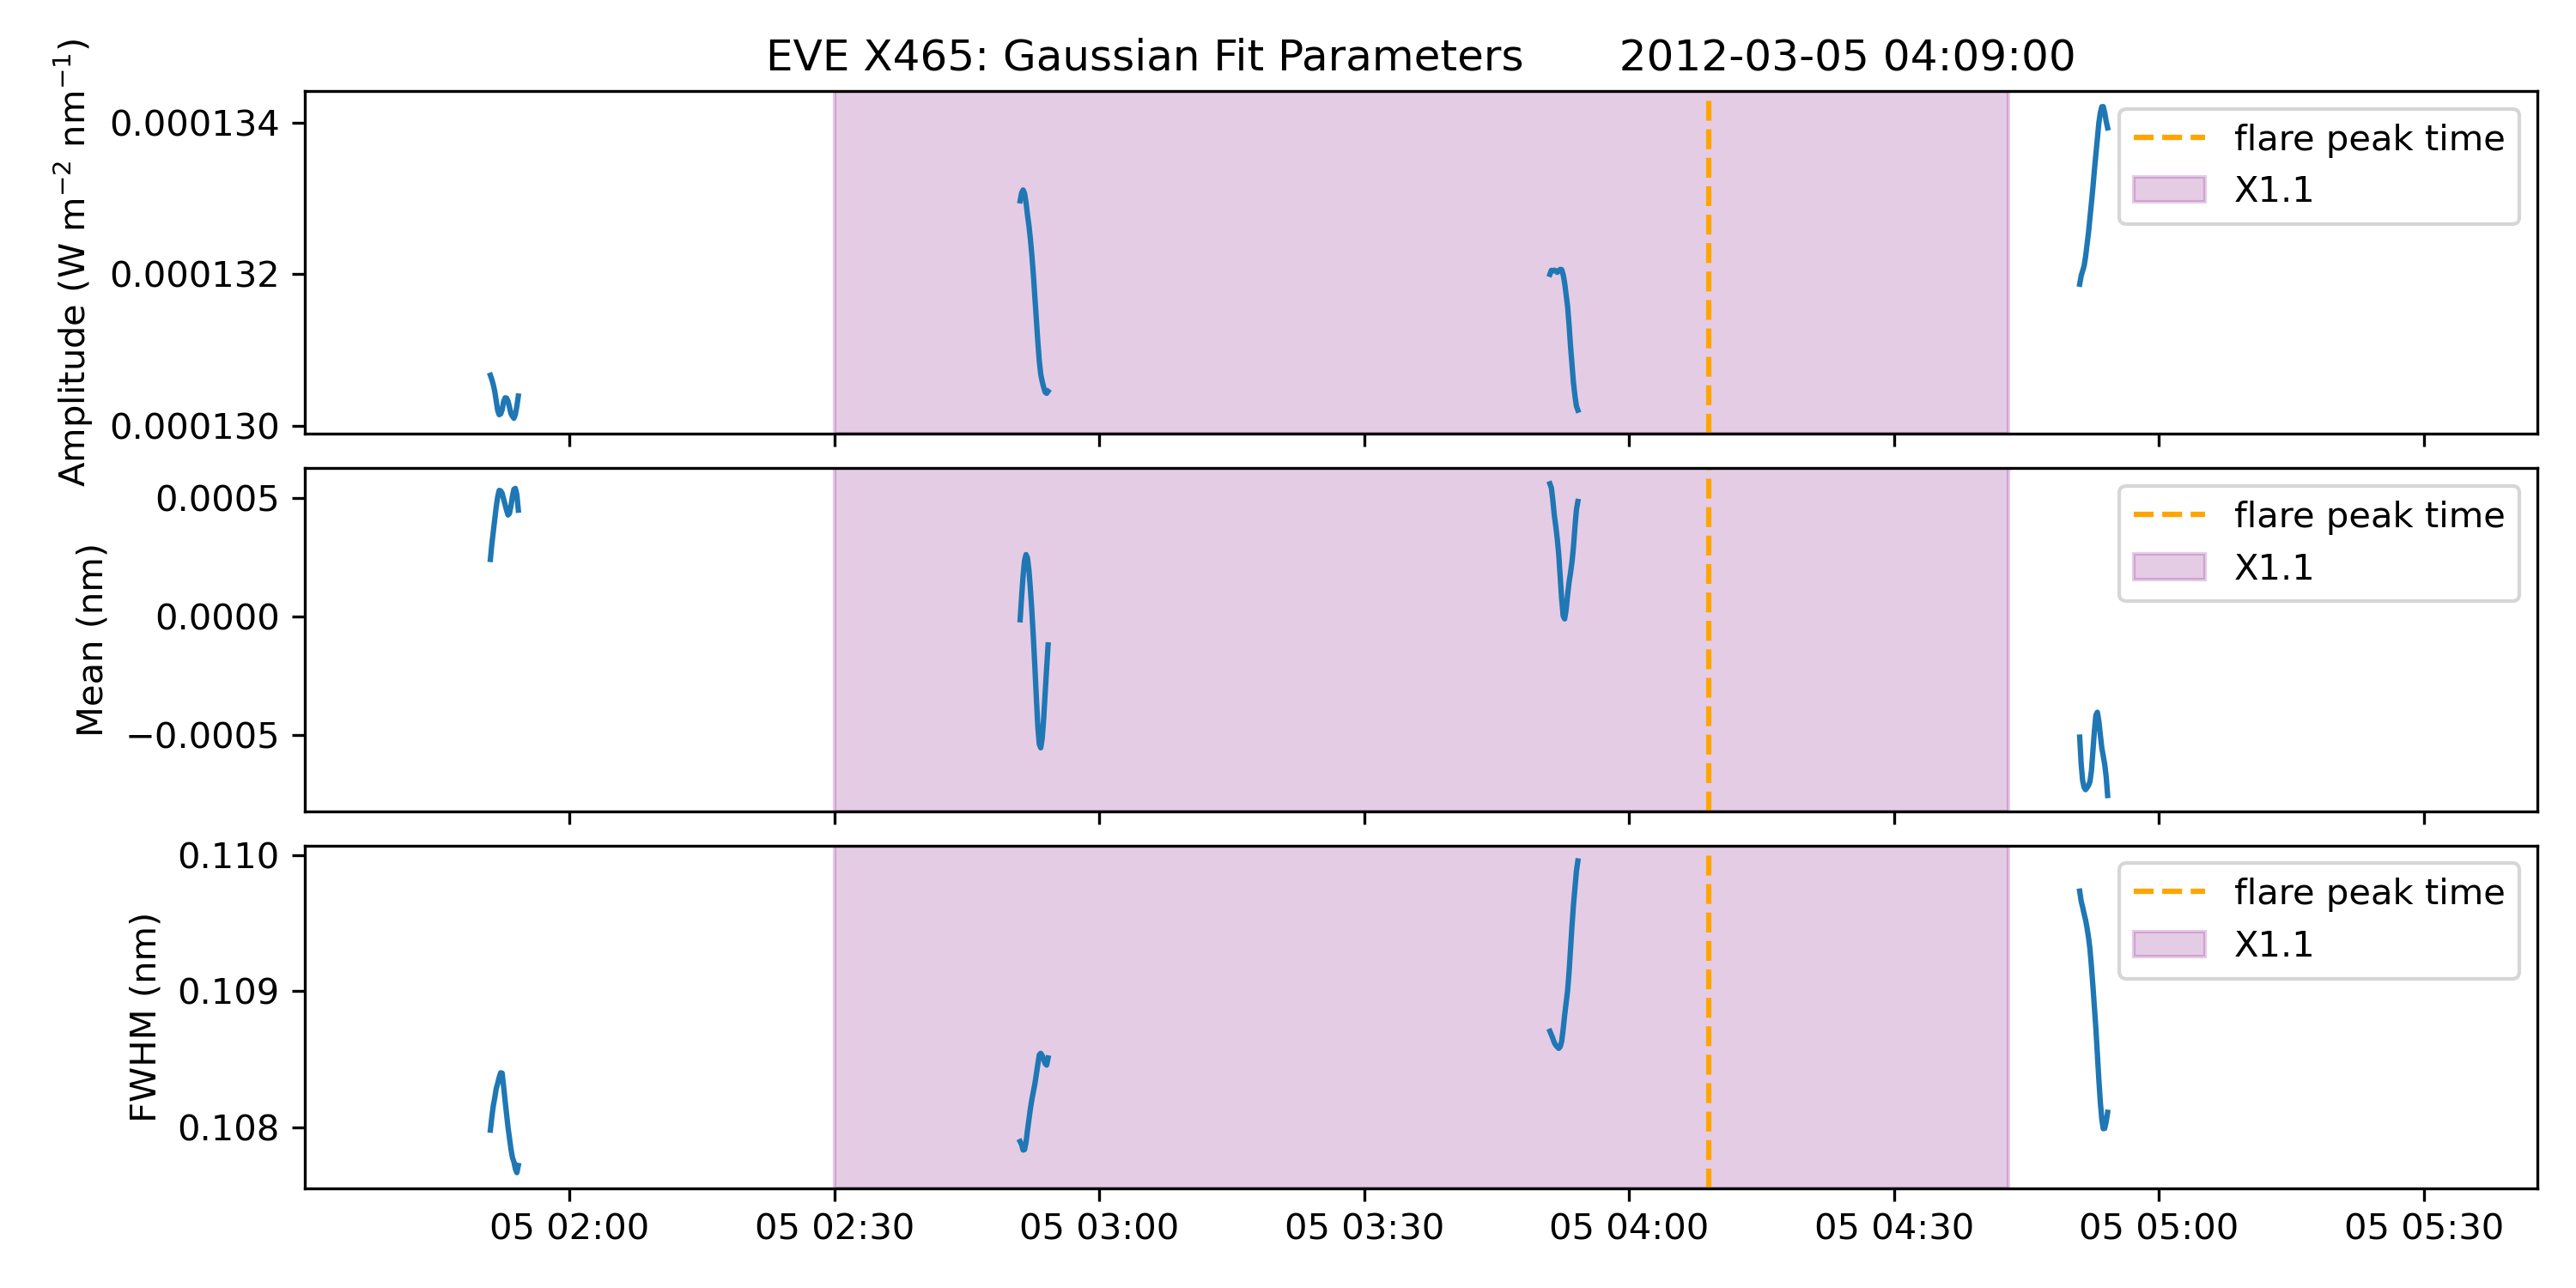 EVE X465: Gaussian Fit Parameters 2012-03-05 04:09:00
Amplitude (W m⁻² nm⁻¹)
0.000134
0.000132
0.000130
flare peak time
X1.1
Mean (nm)
0.0005
0.0000
−0.0005
flare peak time
X1.1
FWHM (nm)
0.110
0.109
0.108
flare peak time
X1.1
05 02:00 05 02:30 05 03:00 05 03:30 05 04:00 05 04:30 05 05:00 05 05:30